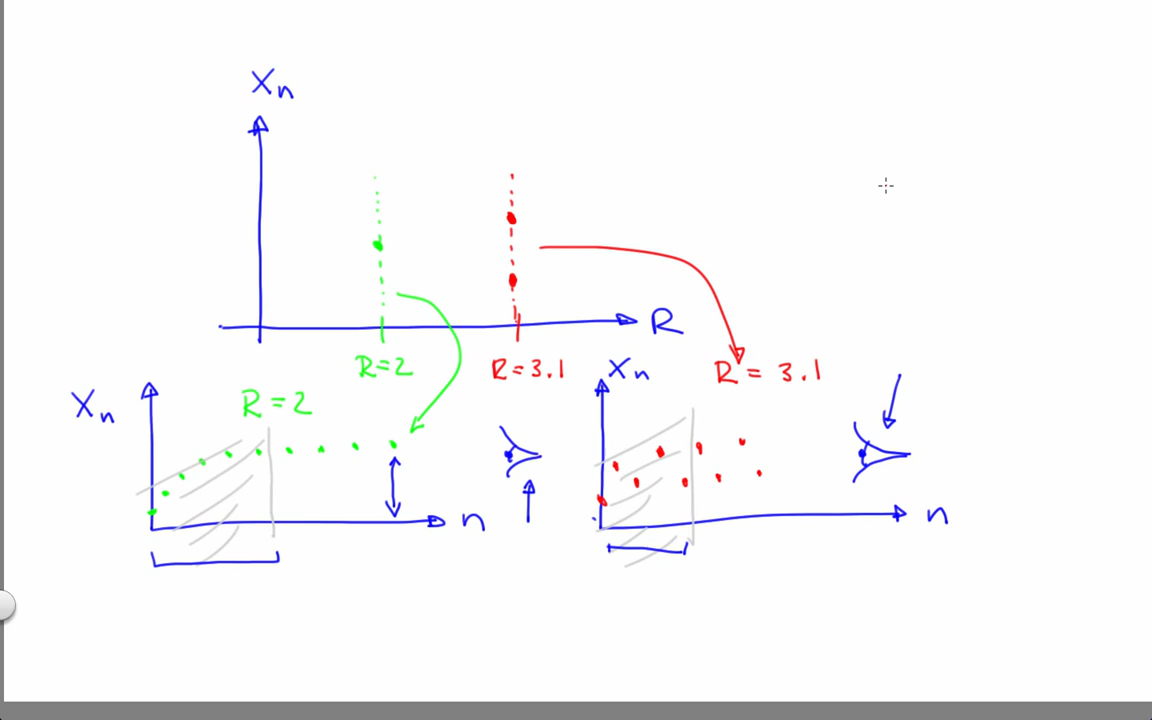 Xn
R
R=2
R=3.1
Xn
R=2
n
Xn
R = 3.1
n